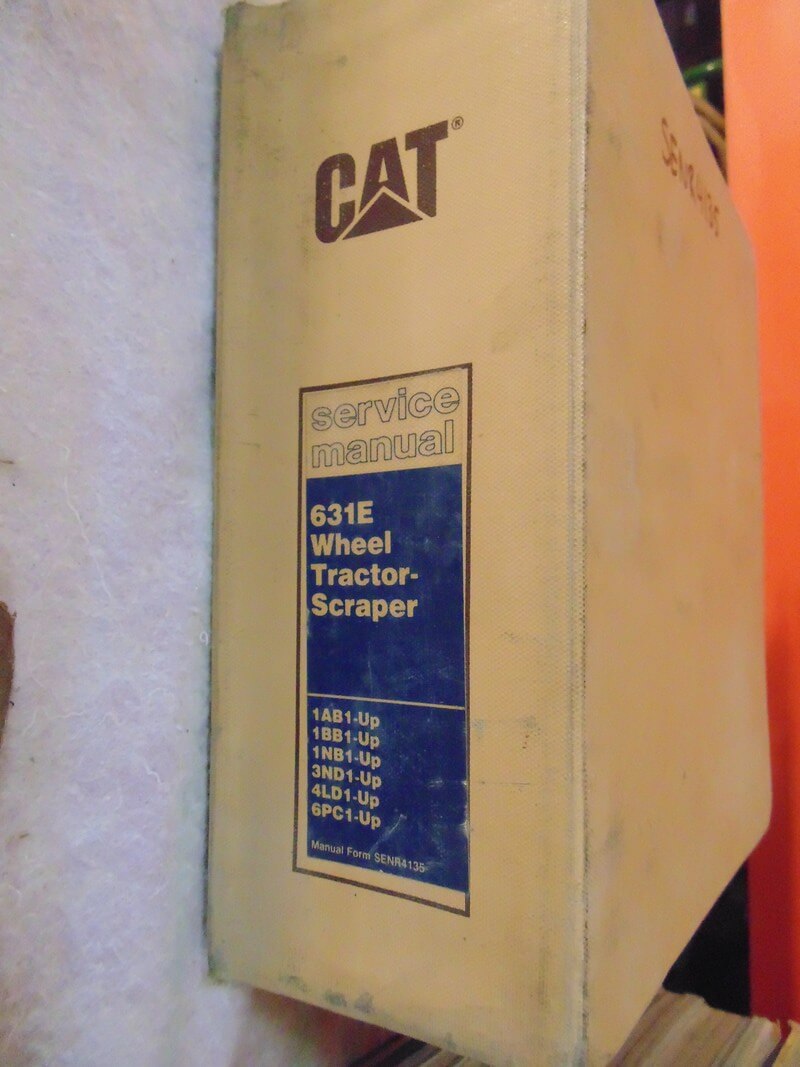 CAT®
SENR4135
service
manual
631E
Wheel
Tractor-
Scraper
1AB1-Up
1BB1-Up
1NB1-Up
3ND1-Up
4LD1-Up
6PC1-Up
Manual Form SENR4135